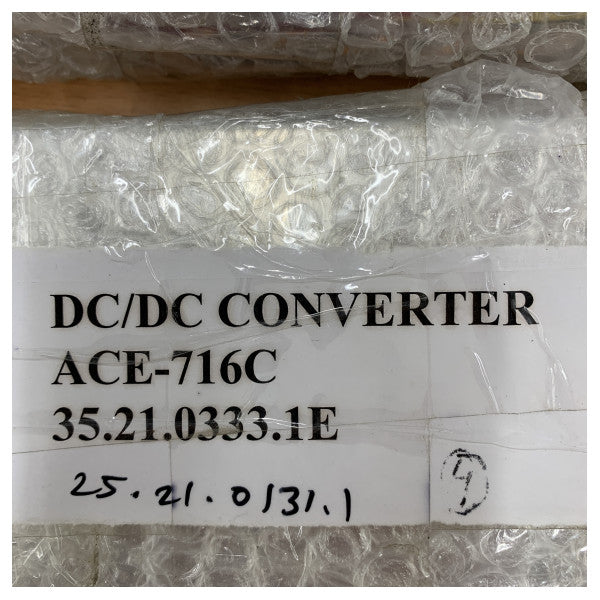 DC/DC CONVERTER
ACE-716C
35.21.0333.1E
25.21.0131.1